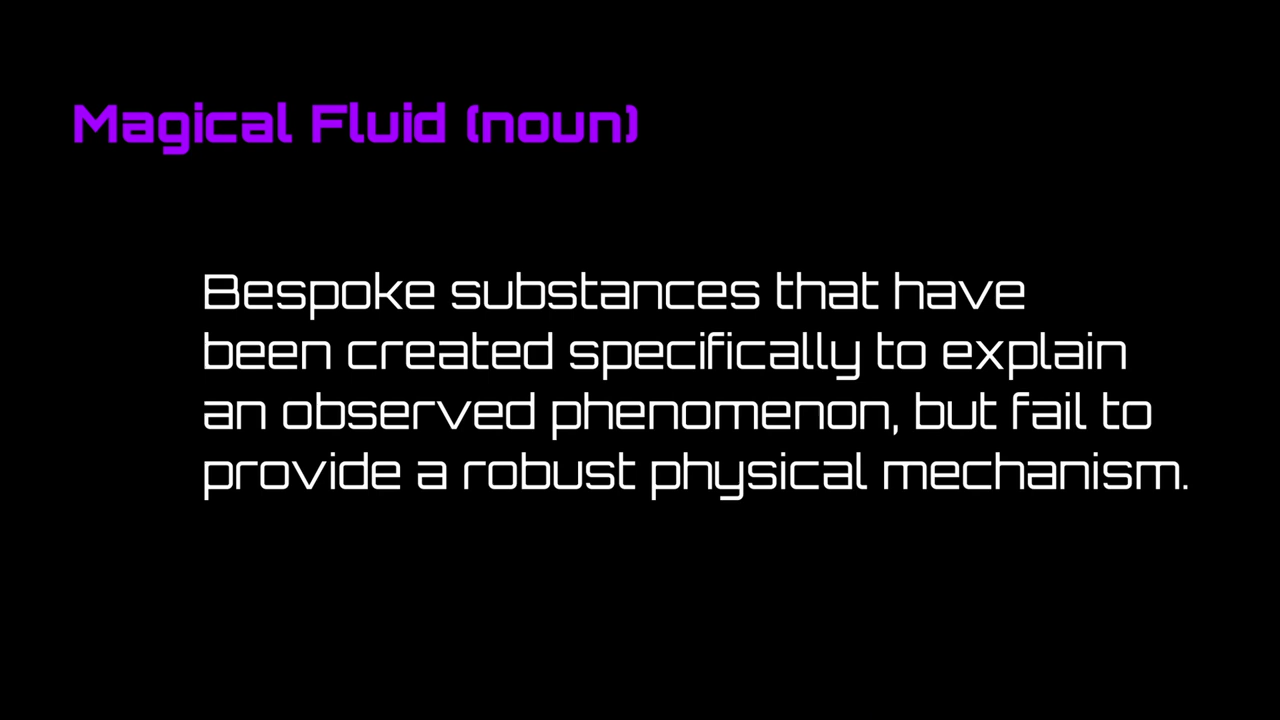 Magical Fluid (noun)
Bespoke substances that have
been created specifically to explain
an observed phenomenon, but fail to
provide a robust physical mechanism.